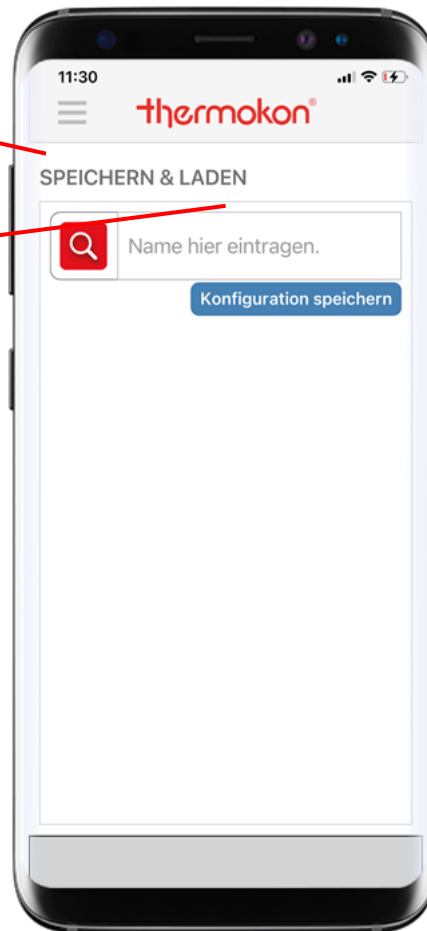 11:30
thermokon®
SPEICHERN & LADEN
Name hier eintragen.
Konfiguration speichern